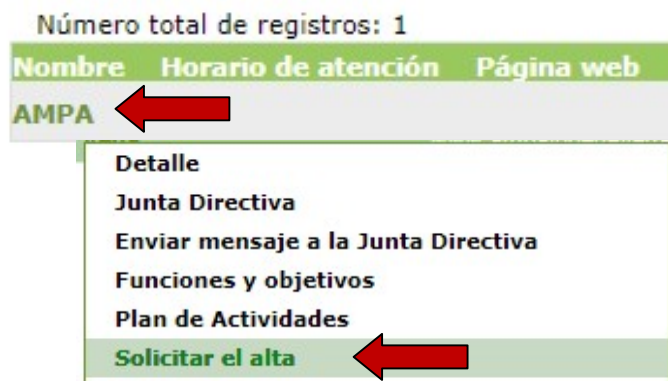 Número total de registros: 1
Nombre Horario de atención Página web
AMPA
Detalle
Junta Directiva
Enviar mensaje a la Junta Directiva
Funciones y objetivos
Plan de Actividades
Solicitar el alta